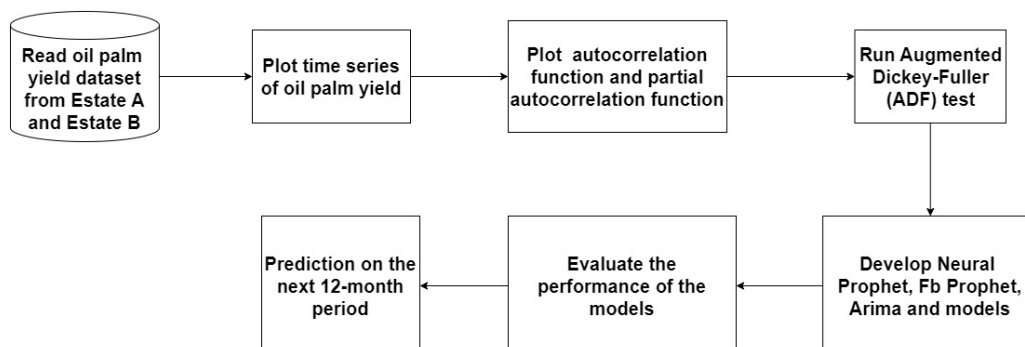 Read oil palm
yield dataset
from Estate A
and Estate B
Plot time series
of oil palm yield
Plot autocorrelation
function and partial
autocorrelation function
Run Augmented
Dickey-Fuller
(ADF) test
Develop Neural
Prophet, Fb Prophet,
Arima and models
Evaluate the
performance of the
models
Prediction on the
next 12-month
period